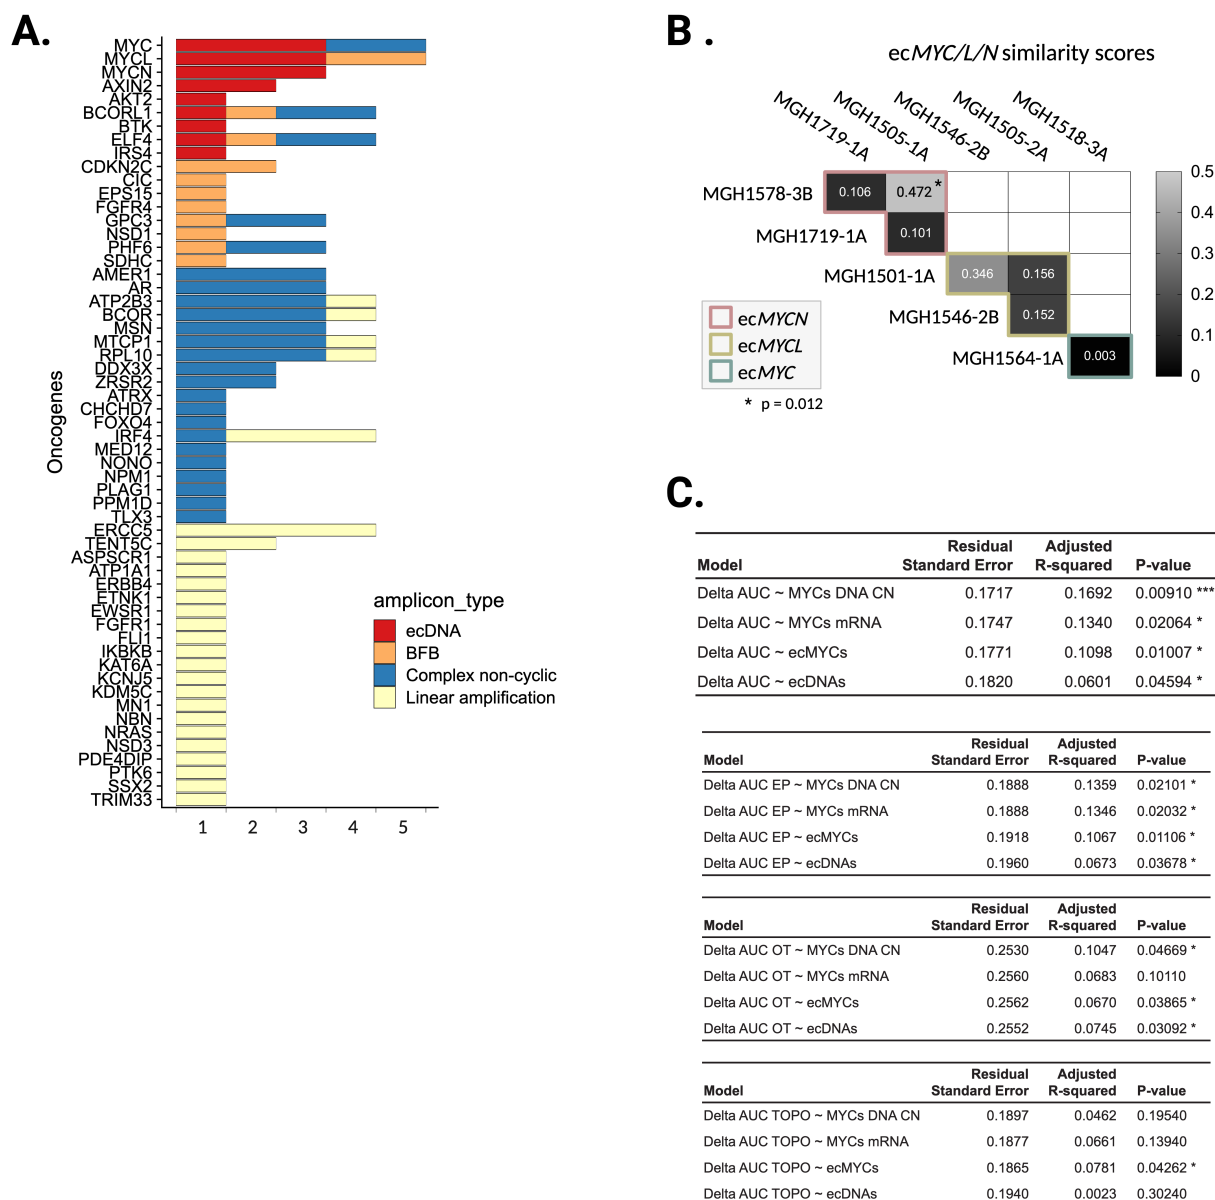 A.
MYC
MYCL
MYCN
AXIN2
AKT2
BCORL1
BTK
ELF4
IRS4
CDKN2C
CIC
EPS15
FGFR4
GPC3
NSD1
PHF6
SDHC
AMER1
AR
ATP2B3
BCOR
MSN
MTCP1
RPL10
DDX3X
ZRSR2
ATRX
CHCHD7
FOXO4
IRF4
MED12
NONO
NPM1
PLAG1
PPM1D
TLX3
ERCC5
TENT5C
ASPSCR1
ATP1A1
ERBB4
ETNK1
EWSR1
FGFR1
FLI1
IKBKB
KAT6A
KCNJ5
KDM5C
MN1
NBN
NRAS
NSD3
PDE4DIP
PTK6
SSX2
TRIM33
Oncogenes
1 2 3 4 5
amplicon_type
ecDNA
BFB
Complex non-cyclic
Linear amplification
B .
ecMYC/L/N similarity scores
MGH1719-1A
MGH1505-1A
MGH1546-2B
MGH1505-2A
MGH1518-3A
MGH1578-3B 0.106 0.472 *
MGH1719-1A 0.101
MGH1501-1A 0.346 0.156
MGH1546-2B 0.152
MGH1564-1A 0.003
0.5
0.4
0.3
0.2
0.1
0
ecMYCN
ecMYCL
ecMYC
* p = 0.012
C.
Model Residual Standard Error Adjusted R-squared P-value
Delta AUC ~ MYCs DNA CN 0.1717 0.1692 0.00910 ***
Delta AUC ~ MYCs mRNA 0.1747 0.1340 0.02064 *
Delta AUC ~ ecMYCs 0.1771 0.1098 0.01007 *
Delta AUC ~ ecDNAs 0.1820 0.0601 0.04594 *
Model Residual Standard Error Adjusted R-squared P-value
Delta AUC EP ~ MYCs DNA CN 0.1888 0.1359 0.02101 *
Delta AUC EP ~ MYCs mRNA 0.1888 0.1346 0.02032 *
Delta AUC EP ~ ecMYCs 0.1918 0.1067 0.01106 *
Delta AUC EP ~ ecDNAs 0.1960 0.0673 0.03678 *
Model Residual Standard Error Adjusted R-squared P-value
Delta AUC OT ~ MYCs DNA CN 0.2530 0.1047 0.04669 *
Delta AUC OT ~ MYCs mRNA 0.2560 0.0683 0.10110
Delta AUC OT ~ ecMYCs 0.2562 0.0670 0.03865 *
Delta AUC OT ~ ecDNAs 0.2552 0.0745 0.03092 *
Model Residual Standard Error Adjusted R-squared P-value
Delta AUC TOPO ~ MYCs DNA CN 0.1897 0.0462 0.19540
Delta AUC TOPO ~ MYCs mRNA 0.1877 0.0661 0.13940
Delta AUC TOPO ~ ecMYCs 0.1865 0.0781 0.04262 *
Delta AUC TOPO ~ ecDNAs 0.1940 0.0023 0.30240